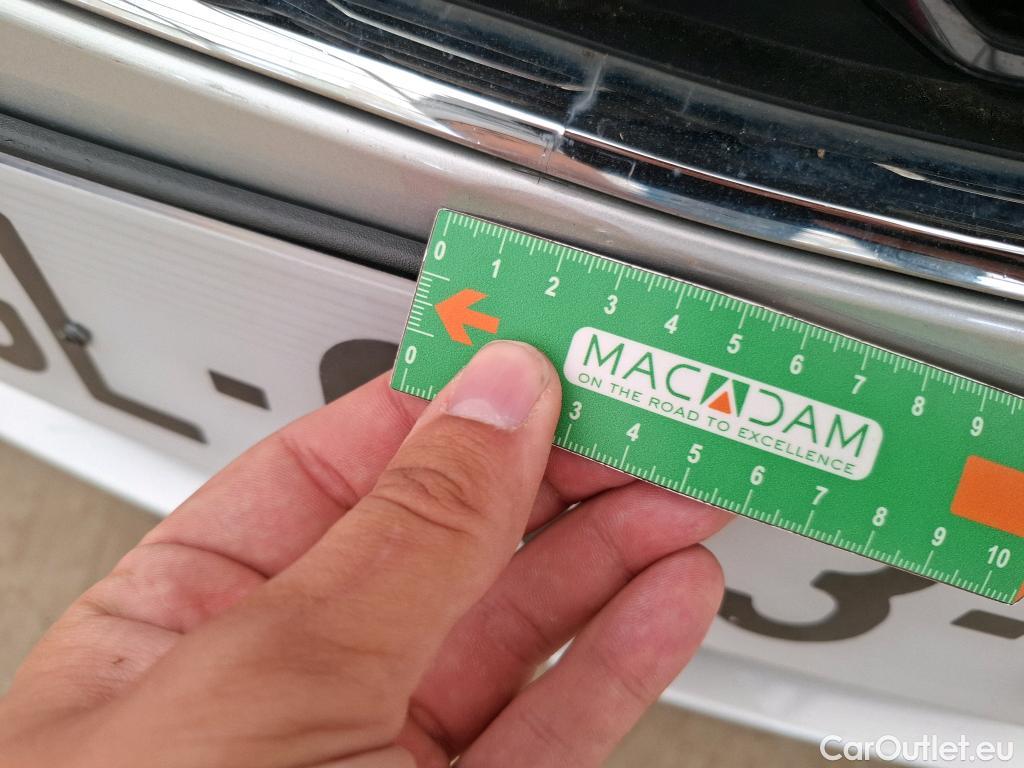 0 1 2 3 4 5 6 7 8 9
MACADAM
ON THE ROAD TO EXCELLENCE
0 3 4 5 6 7 8 9 10
L-
3-
CarOutlet.eu